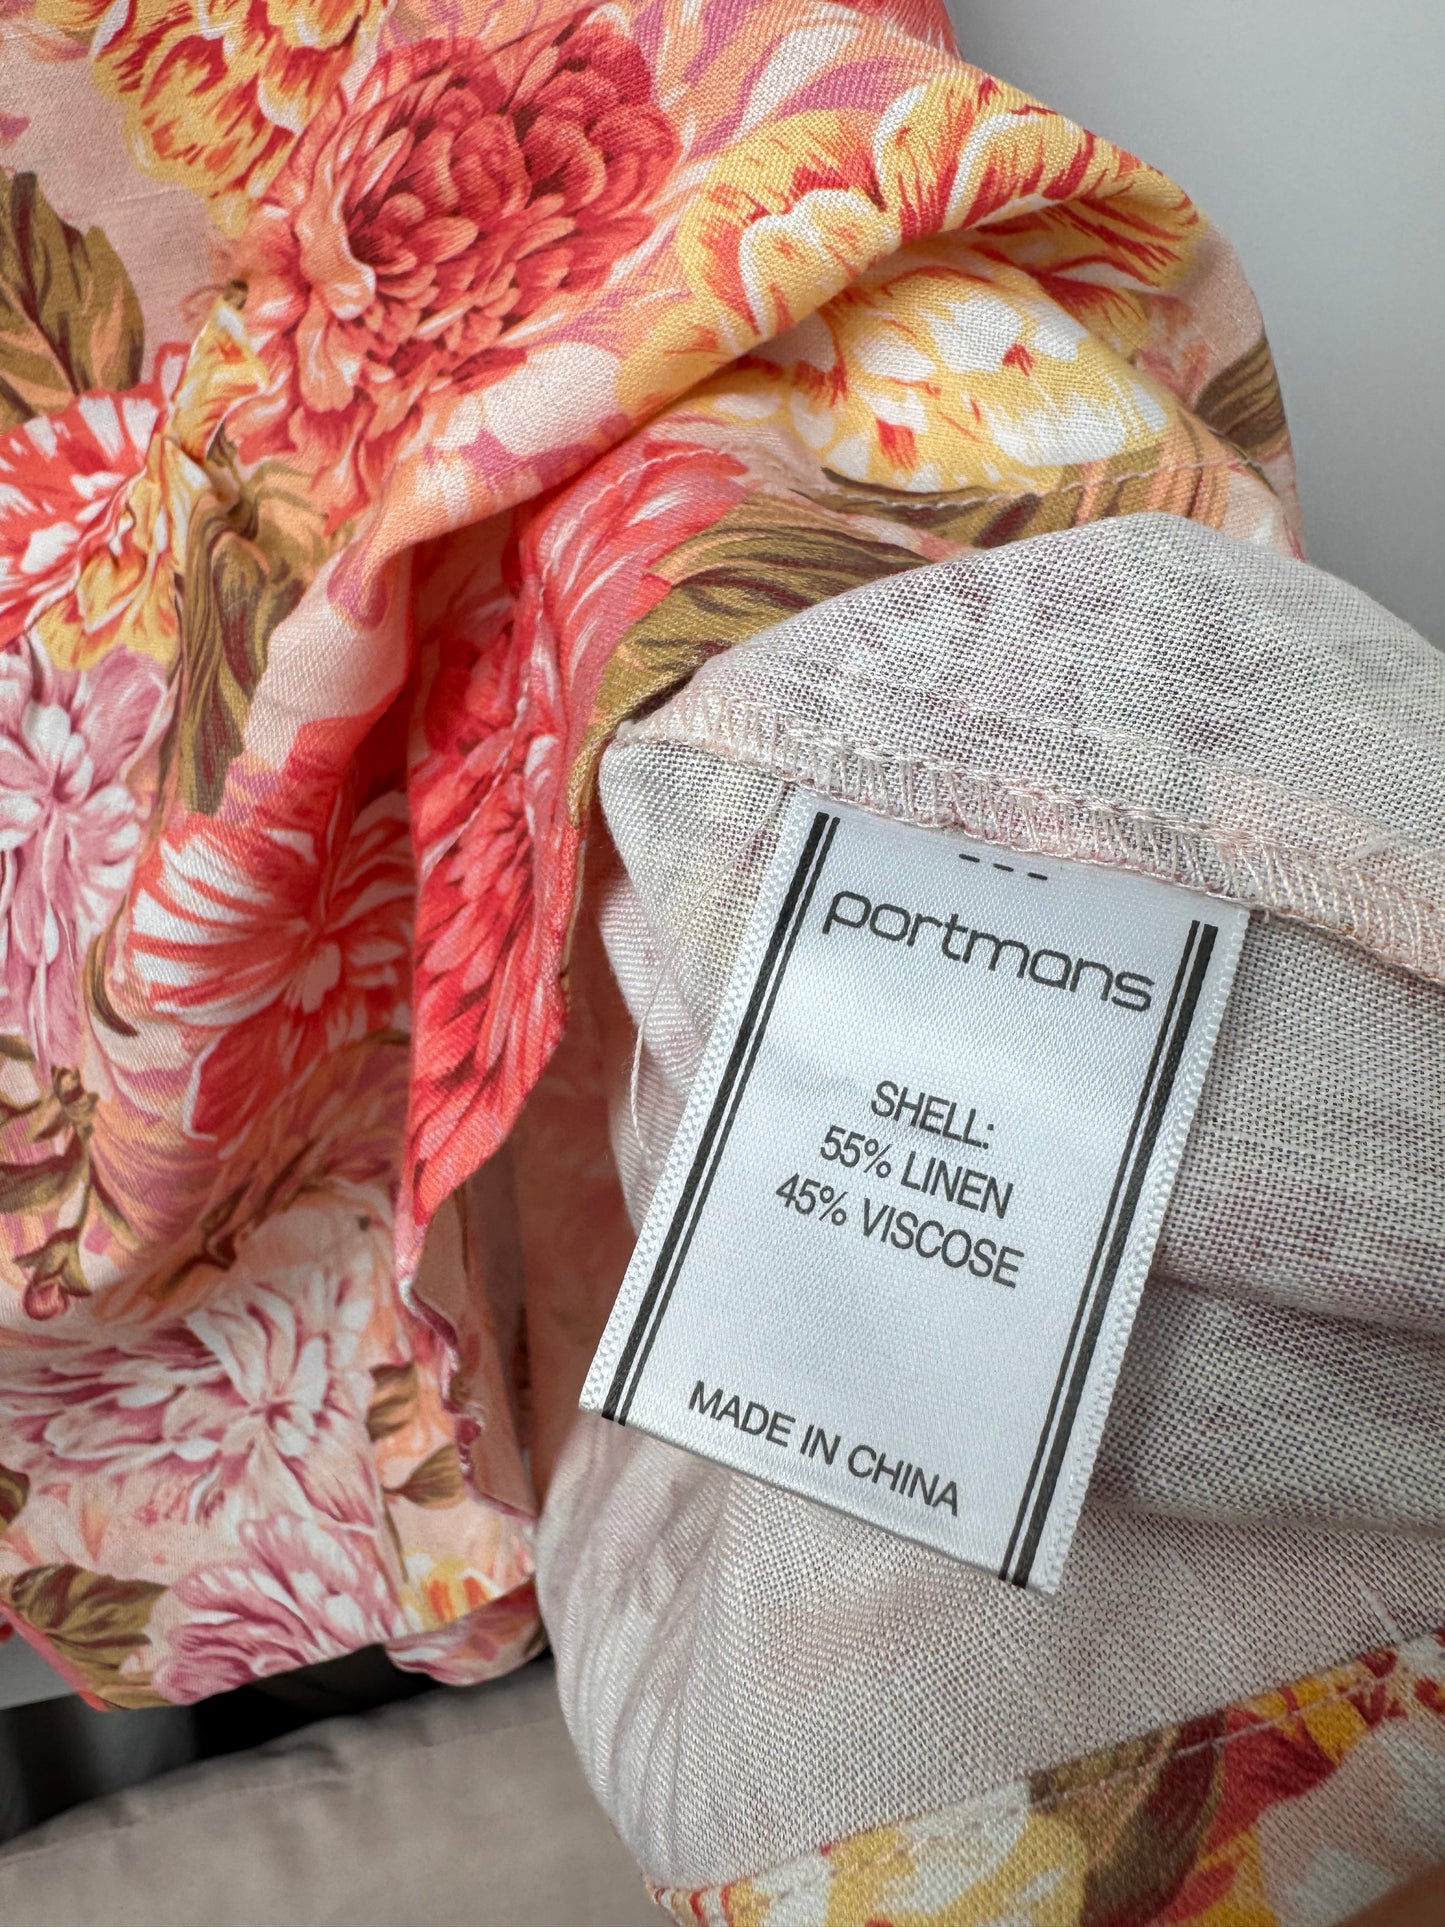 portmans
SHELL:
55% LINEN
45% VISCOSE
MADE IN CHINA